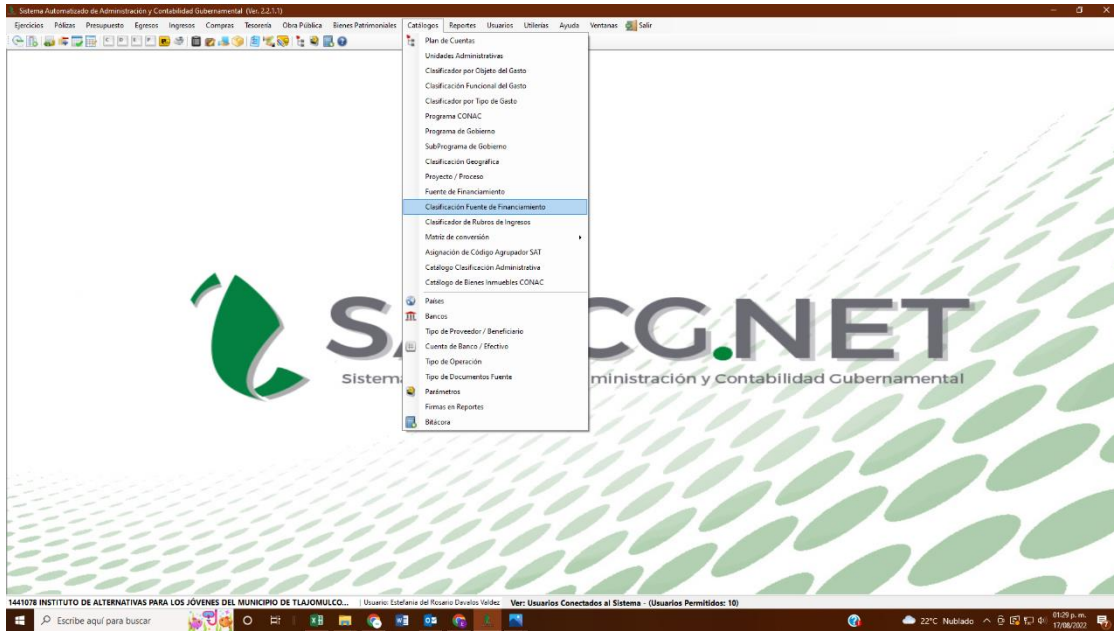 Sistema Automatizado de Administración y Contabilidad Gubernamental (Ver. 2.2.1.1)
Ejercicios Pólizas Presupuesto Egresos Ingresos Compras Tesorería Obra Pública Bienes Patrimoniales Catálogos Reportes Usuarios Utilerías Ayuda Ventanas Salir
Plan de Cuentas
Unidades Administrativas
Clasificador por Objeto del Gasto
Clasificación Funcional del Gasto
Clasificador por Tipo de Gasto
Programa CONAC
Programa de Gobierno
SubPrograma de Gobierno
Clasificación Geográfica
Proyecto / Proceso
Fuente de Financiamiento
Clasificación Fuente de Financiamiento
Clasificador de Rubros de Ingresos
Matriz de conversión
Asignación de Código Agrupador SAT
Catálogo Clasificación Administrativa
Catálogo de Bienes Inmuebles CONAC
Países
Bancos
Tipo de Proveedor / Beneficiario
Cuenta de Banco / Efectivo
Tipo de Operación
Tipo de Documentos Fuente
Parámetros
Firmas en Reportes
Bitácora
S CG.NET
Sistem ministración y Contabilidad Gubernamental
1441078 INSTITUTO DE ALTERNATIVAS PARA LOS JÓVENES DEL MUNICIPIO DE TLAJOMULCO... | Usuario: Estefania del Rosario Davalos Valdez Ver: Usuarios Conectados al Sistema - (Usuarios Permitidos: 10)
Escribe aquí para buscar
22°C Nublado
01:29 p. m.
17/08/2022